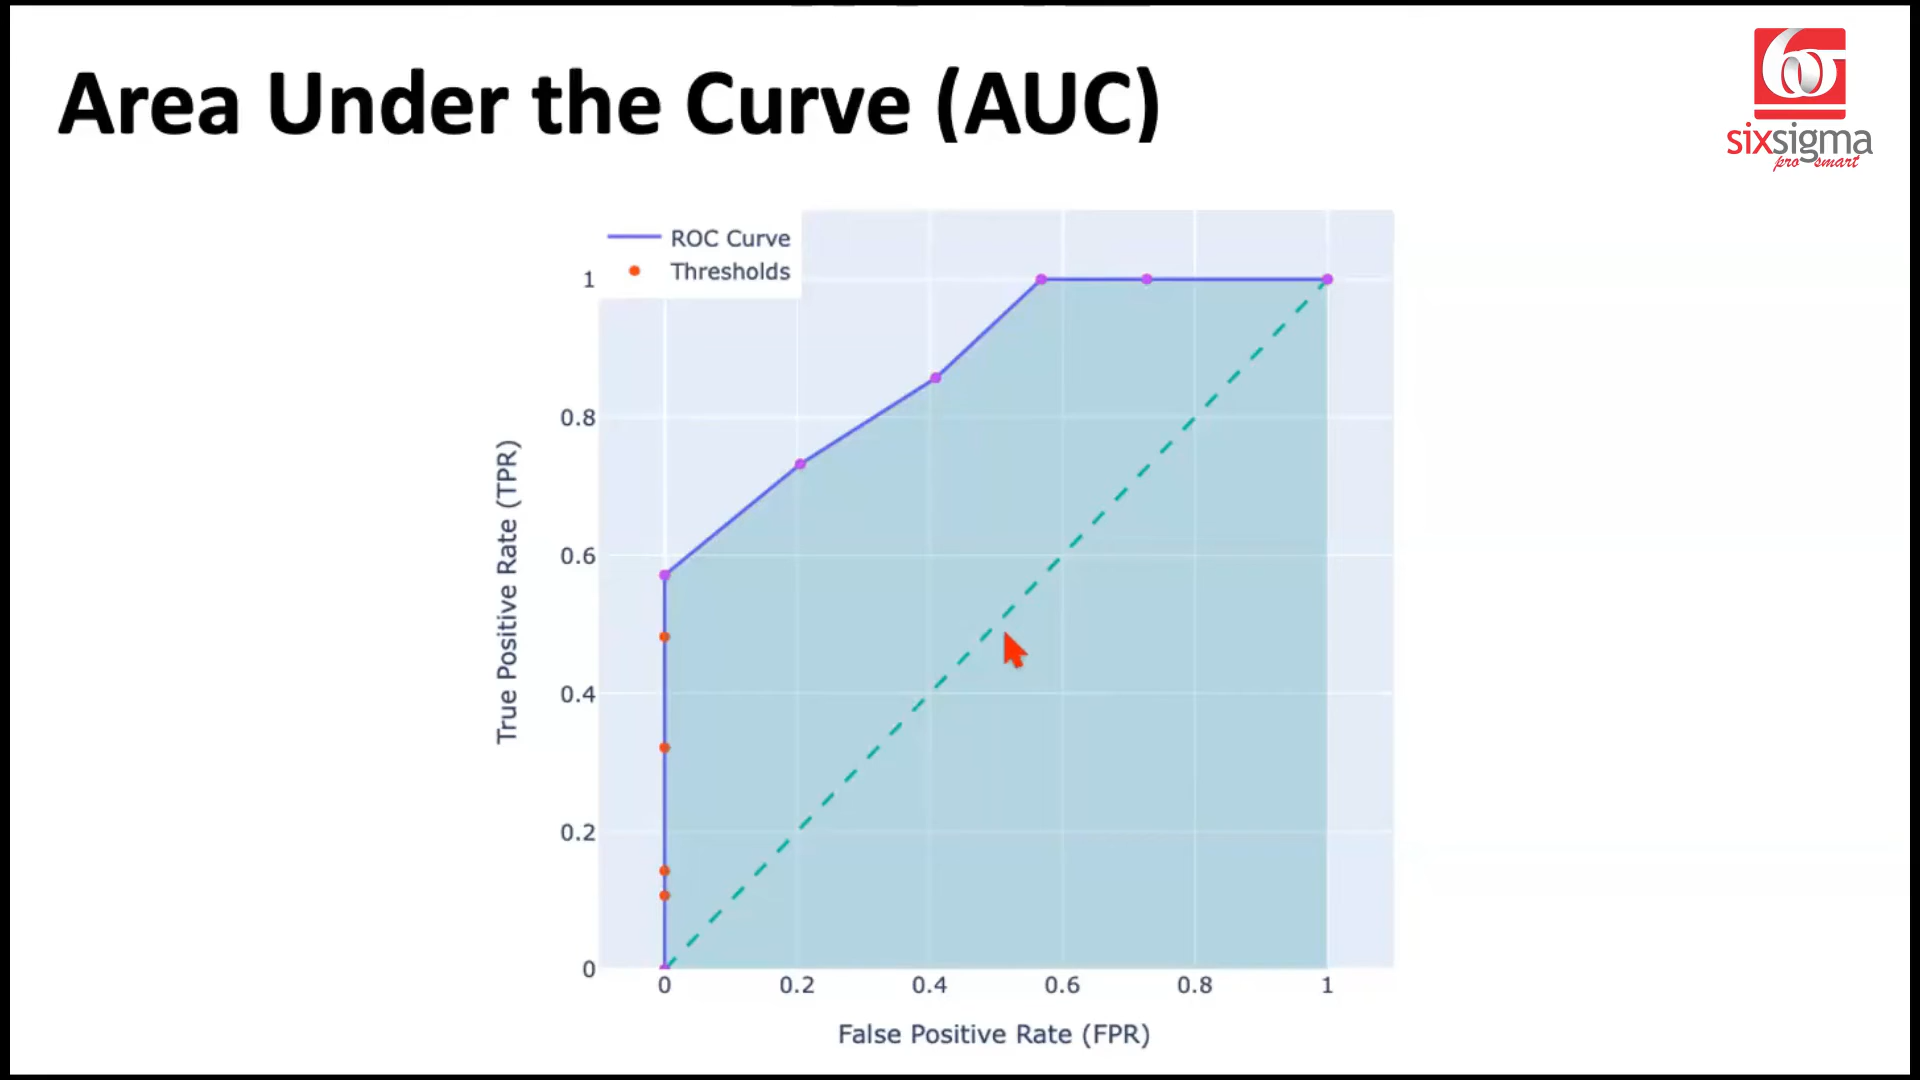 Area Under the Curve (AUC)
sixsigma
pro smart
ROC Curve
Thresholds
1
0.8
0.6
0.4
0.2
0
True Positive Rate (TPR)
0 0.2 0.4 0.6 0.8 1
False Positive Rate (FPR)